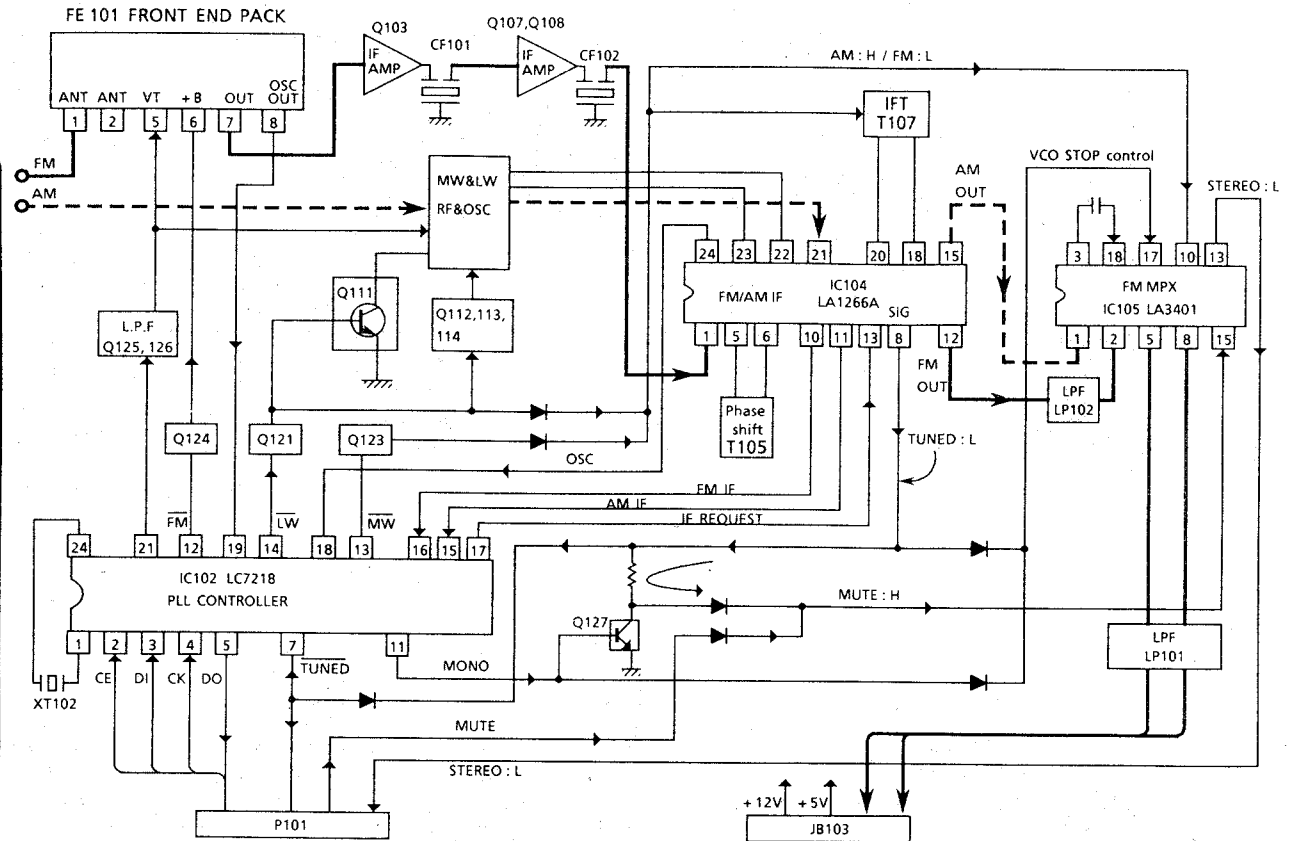 FE 101 FRONT END PACK
Q103
Q107,Q108
IF
AMP
CF101
IF
AMP
CF102
AM : H / FM : L
ANT ANT VT +B OUT OSC OUT
1 2 5 6 7 8
IFT
T107
VCO STOP control
STEREO : L
FM
AM
MW&LW
RF&OSC
AM
OUT
24 23 22 21 20 18 15
3 18 17 10 13
FM/AM IF
IC104
LA1266A
SIG
FM MPX
IC105 LA3401
1 5 6 10 11 13 8 12
1 2 5 8 15
Q111
Q112,113,
114
L.P.F
Q125, 126
FM
OUT
LPF
LP102
Phase
shift
T105
TUNED : L
Q124
Q121
Q123
OSC
FM IF
AM IF
IF REQUEST
FM
LW
MW
24 21 12 19 14 18 13 16 15 17
IC102 LC7218
PLL CONTROLLER
1 2 3 4 5 7 11
MUTE : H
Q127
LPF
LP101
CE DI CK DO
TUNED
MONO
XT102
MUTE
STEREO : L
+12V +5V
P101
JB103